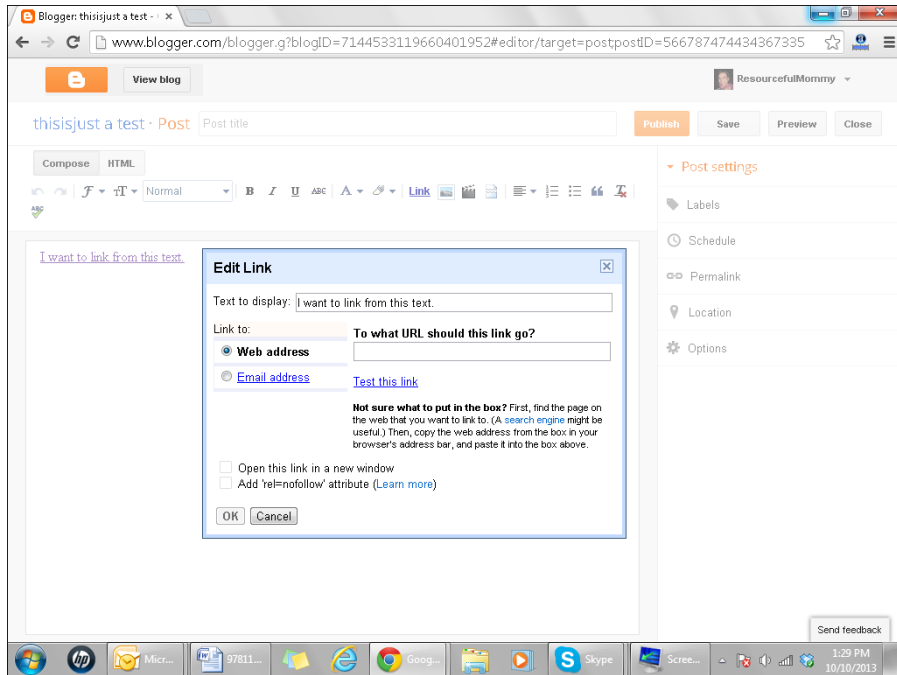 Blogger: thisisjust a test -
www.blogger.com/blogger.g?blogID=7144533119660401952#editor/target=post;postID=566787474434367335
View blog
ResourcefulMommy
thisisjust a test · Post
Post title
Publish
Save
Preview
Close
Compose
HTML
Normal
B I U ABC A Link
ABC
Post settings
Labels
Schedule
Permalink
Location
Options
I want to link from this text.
Edit Link
Text to display: I want to link from this text.
Link to:
Web address
Email address
To what URL should this link go?
Test this link
Not sure what to put in the box? First, find the page on
the web that you want to link to. (A search engine might be
useful.) Then, copy the web address from the box in your
browser's address bar, and paste it into the box above.
Open this link in a new window
Add 'rel=nofollow' attribute (Learn more)
OK
Cancel
Send feedback
hp
Micr...
97811...
Goog...
Skype
Scree...
1:29 PM
10/10/2013